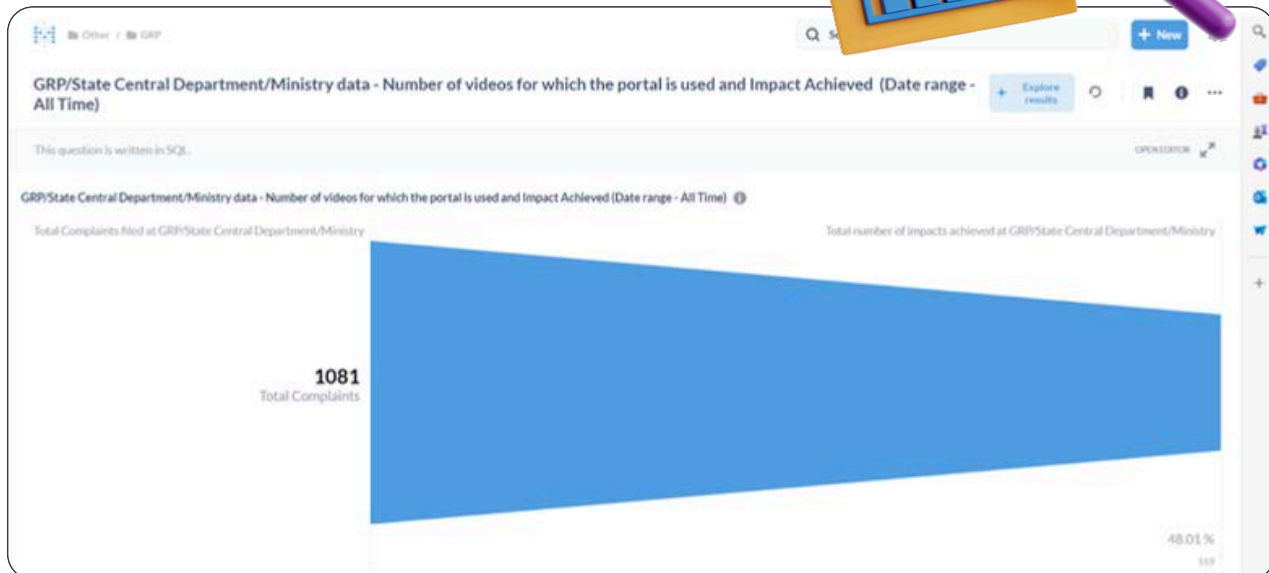 Other / GRP
+ New
GRP/State Central Department/Ministry data - Number of videos for which the portal is used and Impact Achieved (Date range -
All Time)
+ Explore
results
This question is written in SQL.
OPEN EDITOR
GRP/State Central Department/Ministry data - Number of videos for which the portal is used and Impact Achieved (Date range - All Time)
Total Complaints filed at GRP/State Central Department/Ministry
Total number of impacts achieved at GRP/State Central Department/Ministry
1081
Total Complaints
48.01 %
519